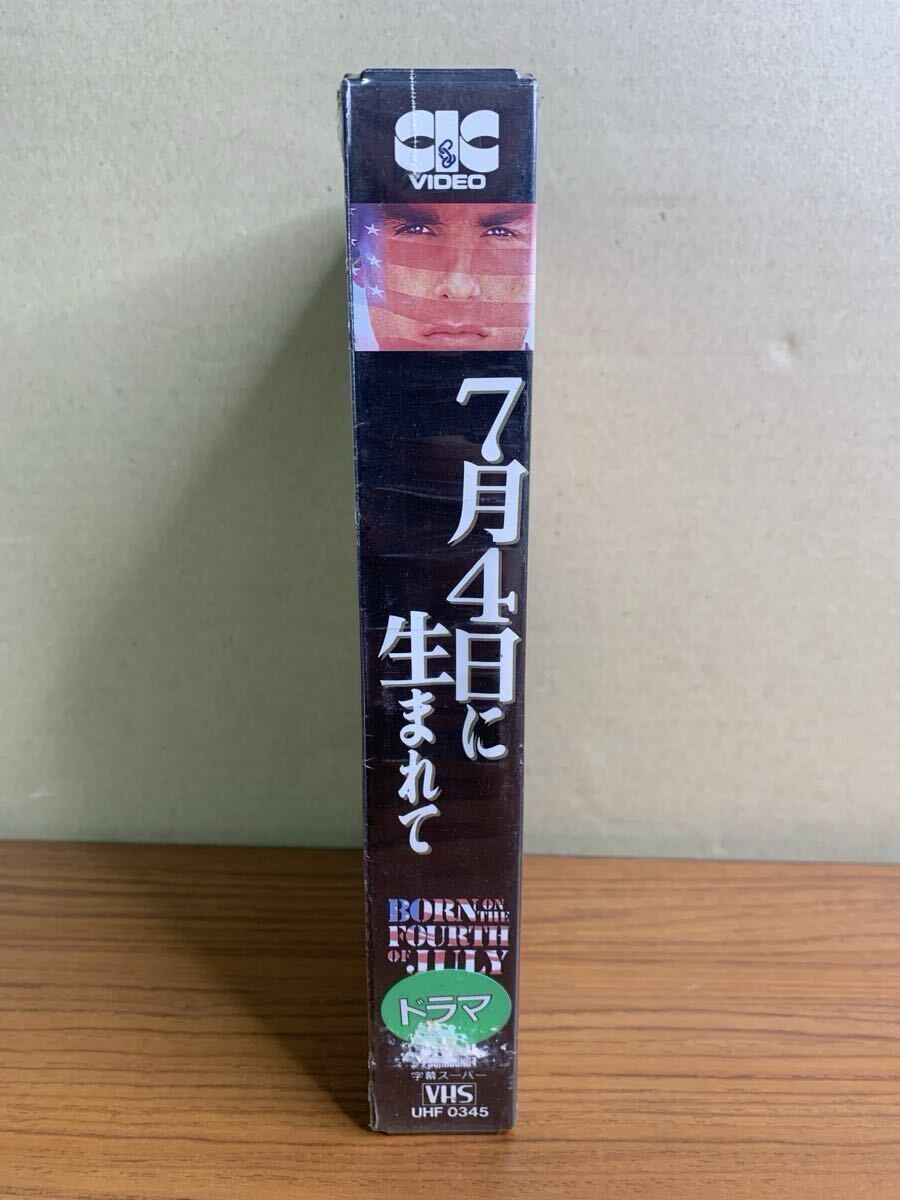 CIC
VIDEO
7月4日に
生まれて
BORN ON THE
FOURTH
OF JULY
ドラマ
字幕スーパー
VHS
UHF 0345